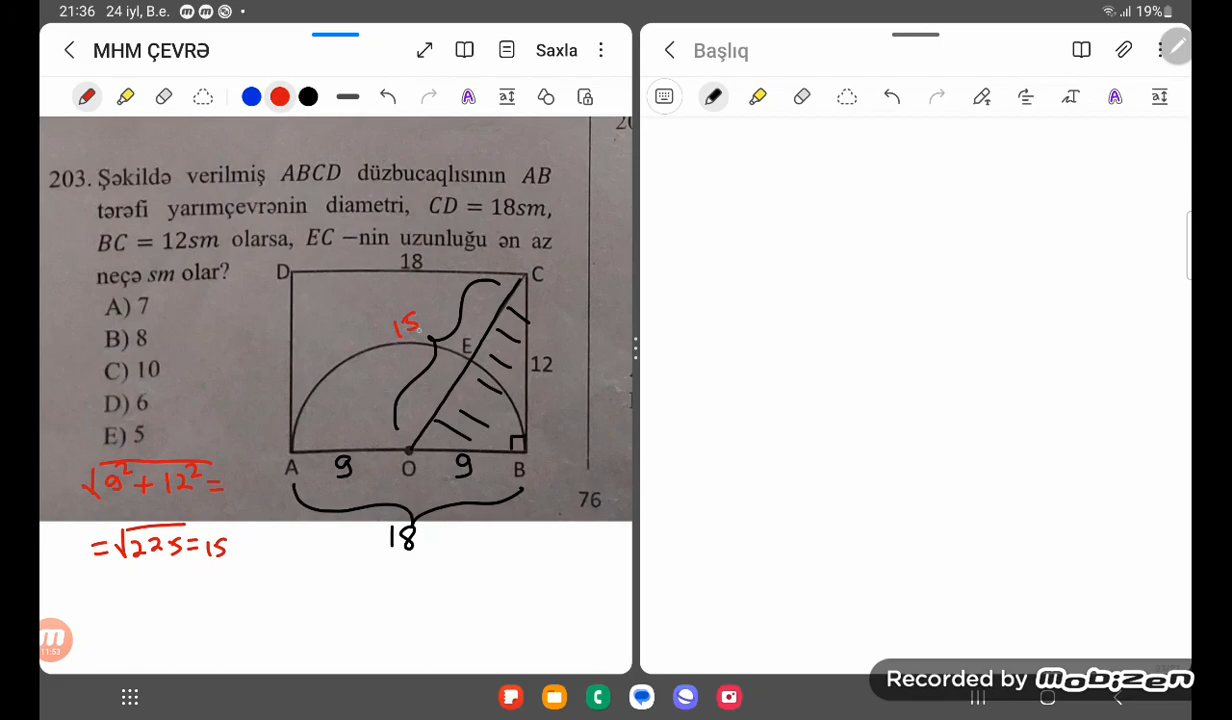 21:36 24 iyl, B.e. 19%
MHM ÇEVRƏ Saxla
Başlıq
203. Şəkildə verilmiş ABCD düzbucaqlısının AB
tərəfi yarımçevrənin diametri, CD = 18sm,
BC = 12sm olarsa, EC −nin uzunluğu ən az
neçə sm olar?
A) 7
B) 8
C) 10
D) 6
E) 5
D 18 C
15
E 12
A 9 O 9 B
18
76
√9² + 12² =
= √225 = 15
11:53
Recorded by mobizen